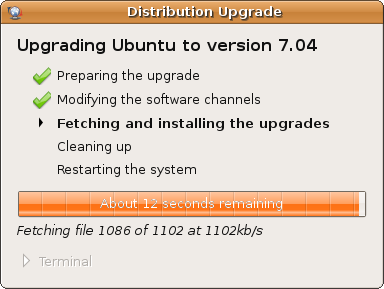 Distribution Upgrade
Upgrading Ubuntu to version 7.04
Preparing the upgrade
Modifying the software channels
Fetching and installing the upgrades
Cleaning up
Restarting the system
About 12 seconds remaining
Fetching file 1086 of 1102 at 1102kb/s
Terminal